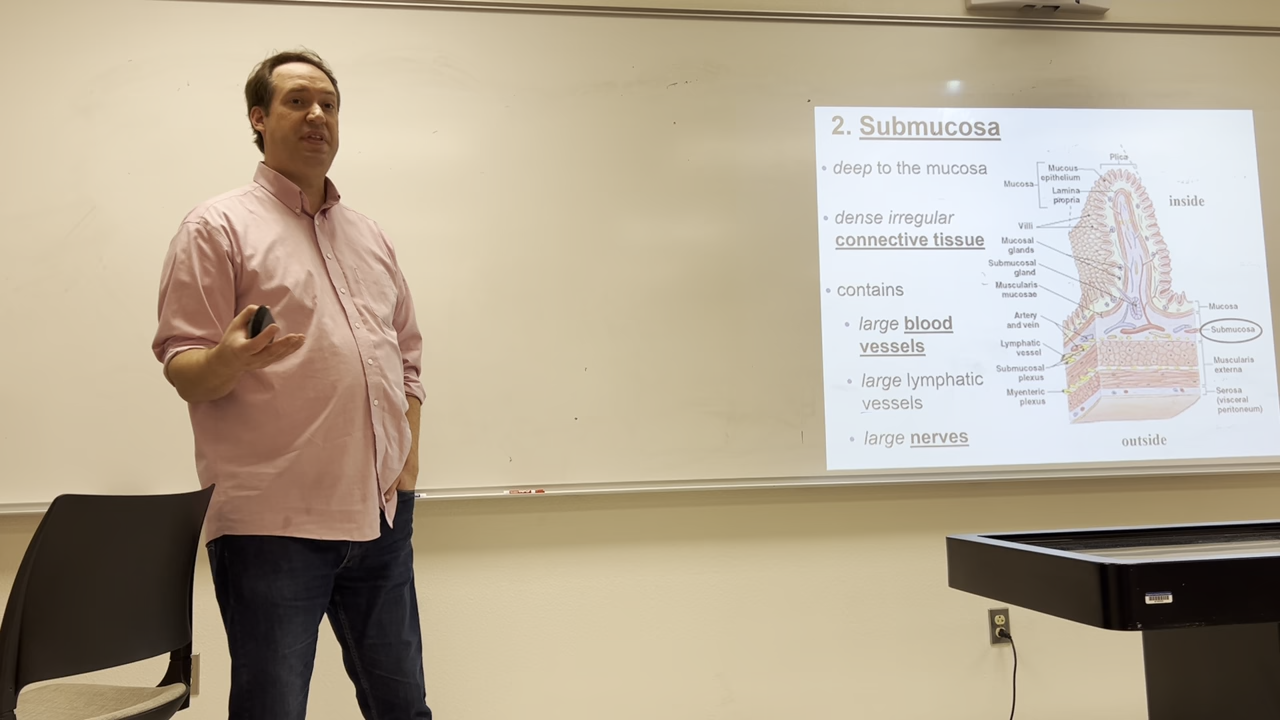 2. Submucosa
• deep to the mucosa
• dense irregular
connective tissue
• contains
• large blood
vessels
• large lymphatic
vessels
• large nerves
Plica
Mucosa
Mucous
epithelium
Lamina
propria
inside
Villi
Mucosal
glands
Submucosal
gland
Muscularis
mucosae
Artery
and vein
Lymphatic
vessel
Submucosal
plexus
Myenteric
plexus
Mucosa
Submucosa
Muscularis
externa
Serosa
(visceral
peritoneum)
outside